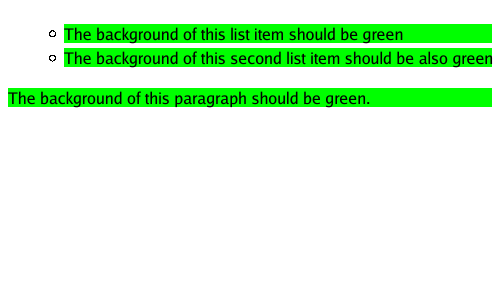 The background of this list item should be green
The background of this second list item should be also green
The background of this paragraph should be green.